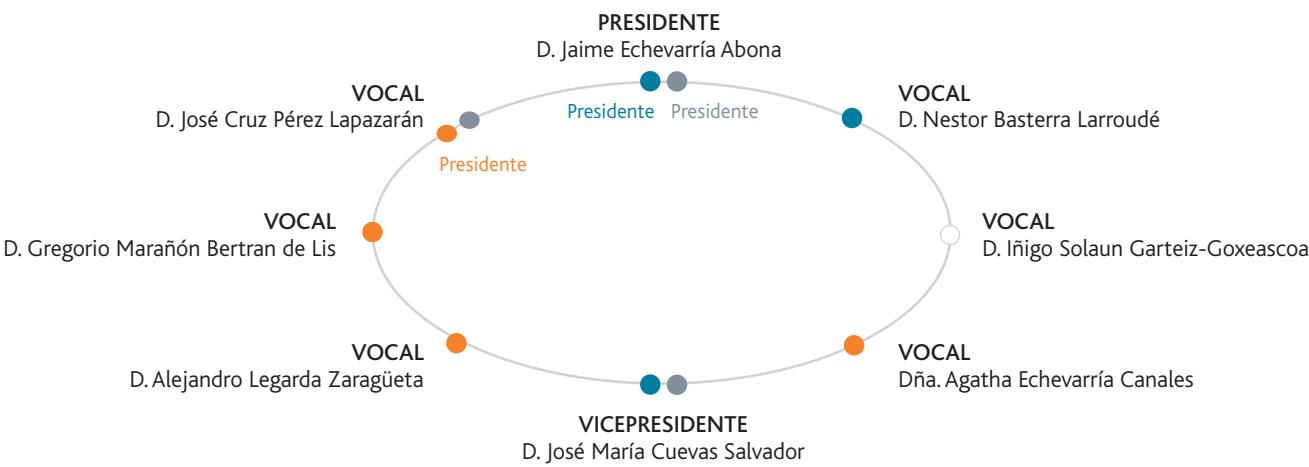 PRESIDENTE
D. Jaime Echevarría Abona
Presidente Presidente
VOCAL
D. José Cruz Pérez Lapazarán
Presidente
VOCAL
D. Nestor Basterra Larroudé
VOCAL
D. Gregorio Marañón Bertran de Lis
VOCAL
D. Iñigo Solaun Garteiz-Goxeascoa
VOCAL
D. Alejandro Legarda Zaragüeta
VOCAL
Dña. Agatha Echevarría Canales
VICEPRESIDENTE
D. José María Cuevas Salvador